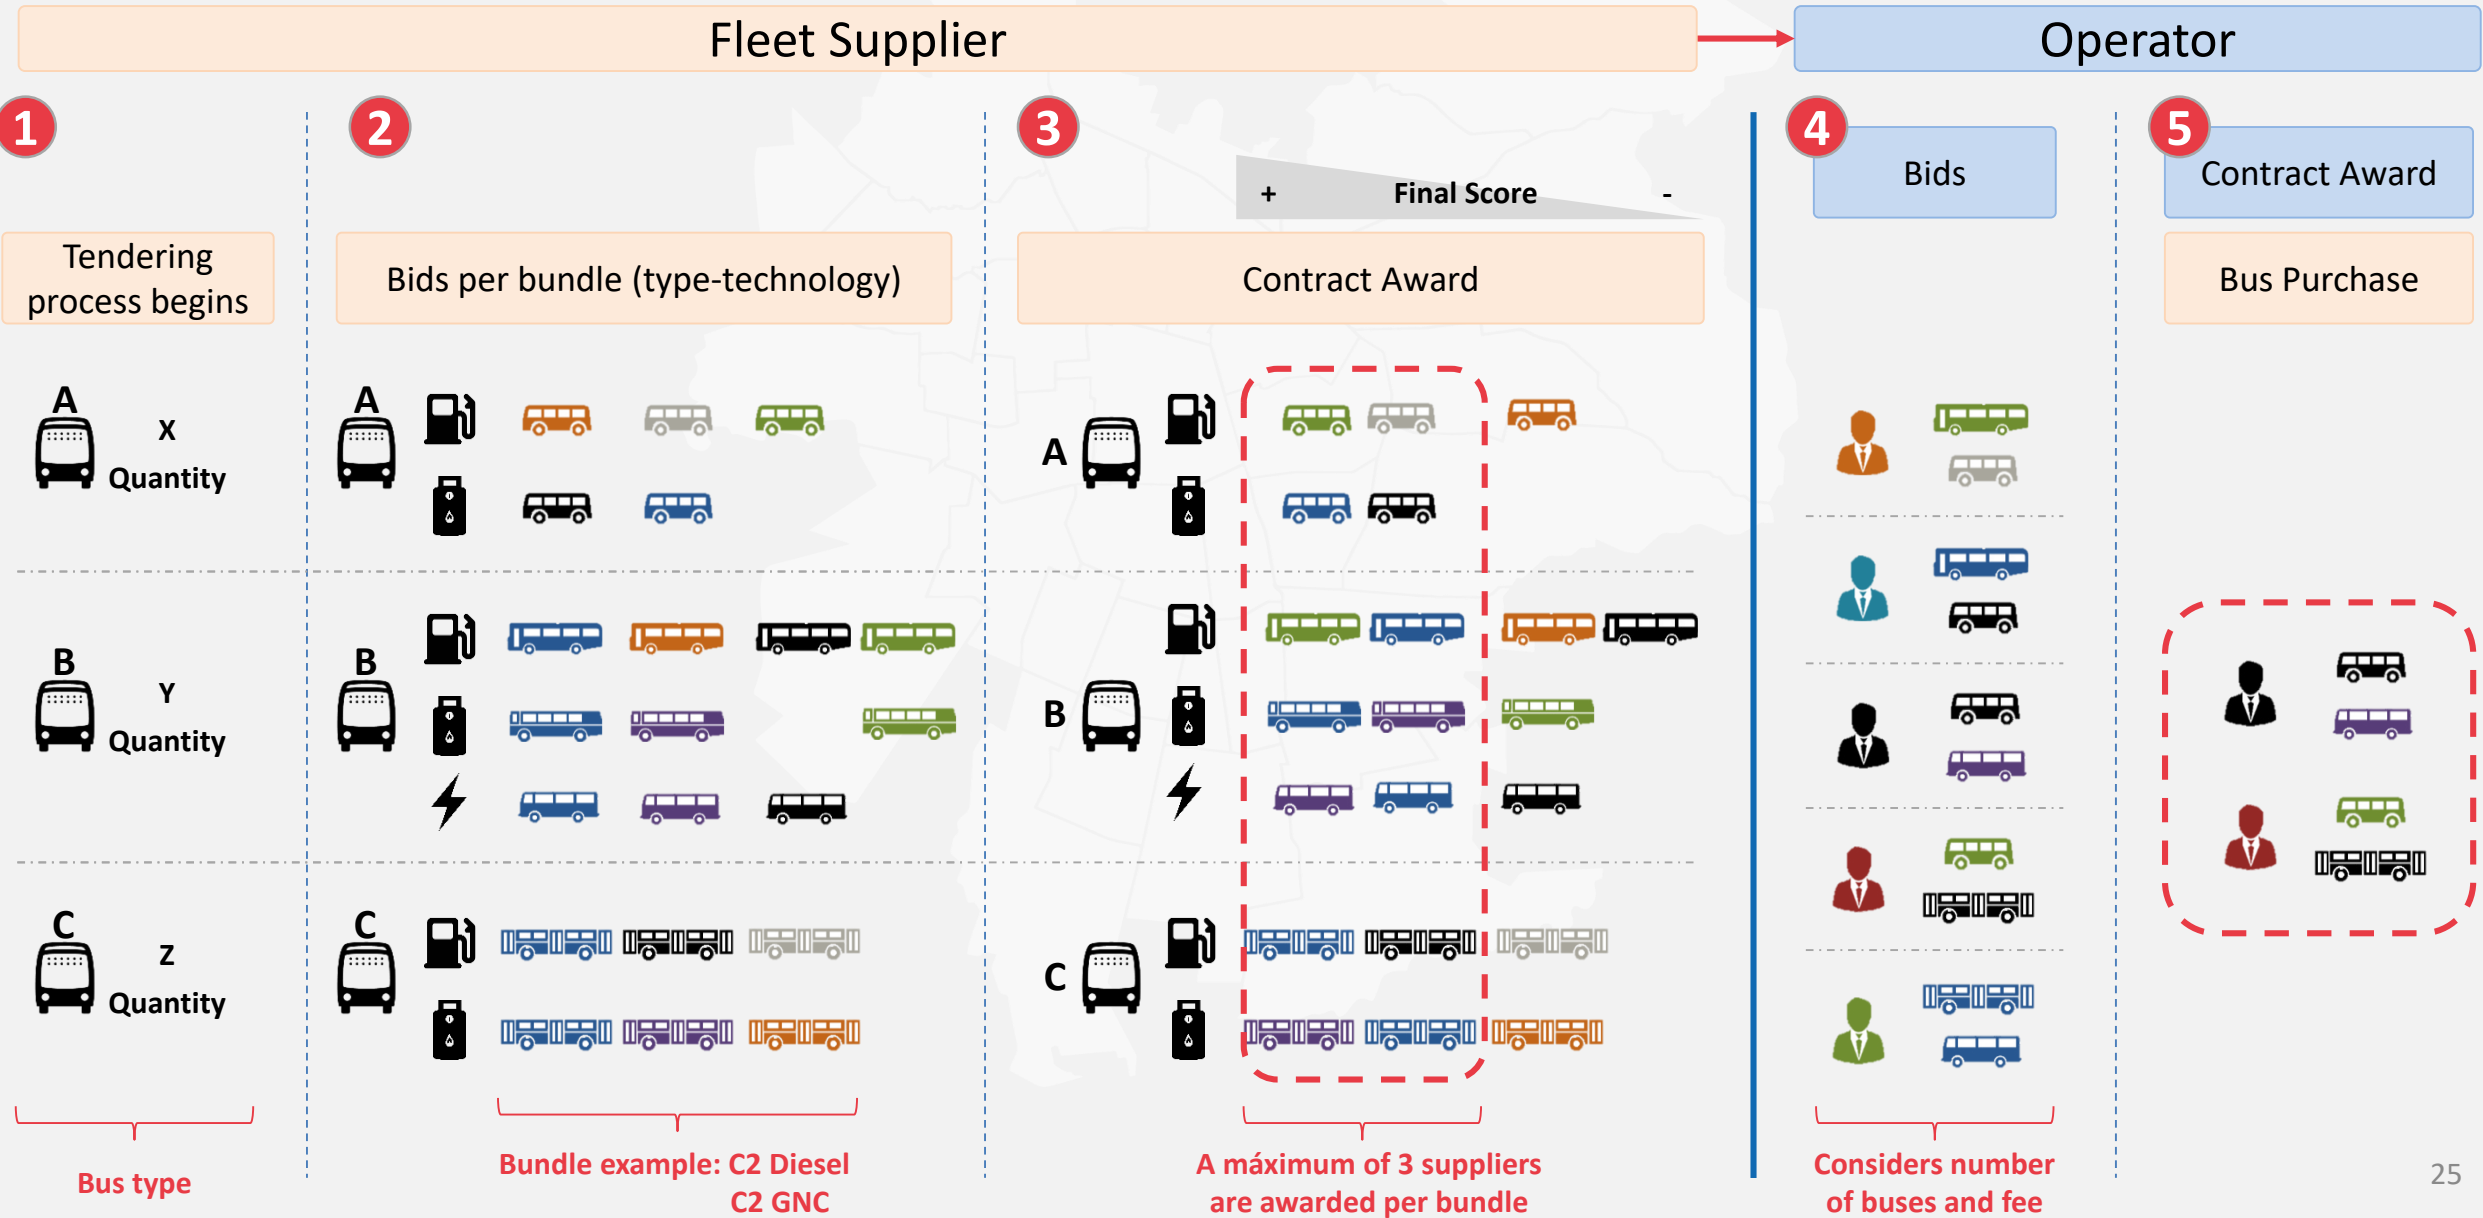 Fleet Supplier
Operator
1
2
3
4
5
+ Final Score -
Bids
Contract Award
Tendering
process begins
Bids per bundle (type-technology)
Contract Award
Bus Purchase
A
X
Quantity
A
A
B
Y
Quantity
B
B
C
Z
Quantity
C
C
Bus type
Bundle example: C2 Diesel
C2 GNC
A máximum of 3 suppliers
are awarded per bundle
Considers number
of buses and fee
25